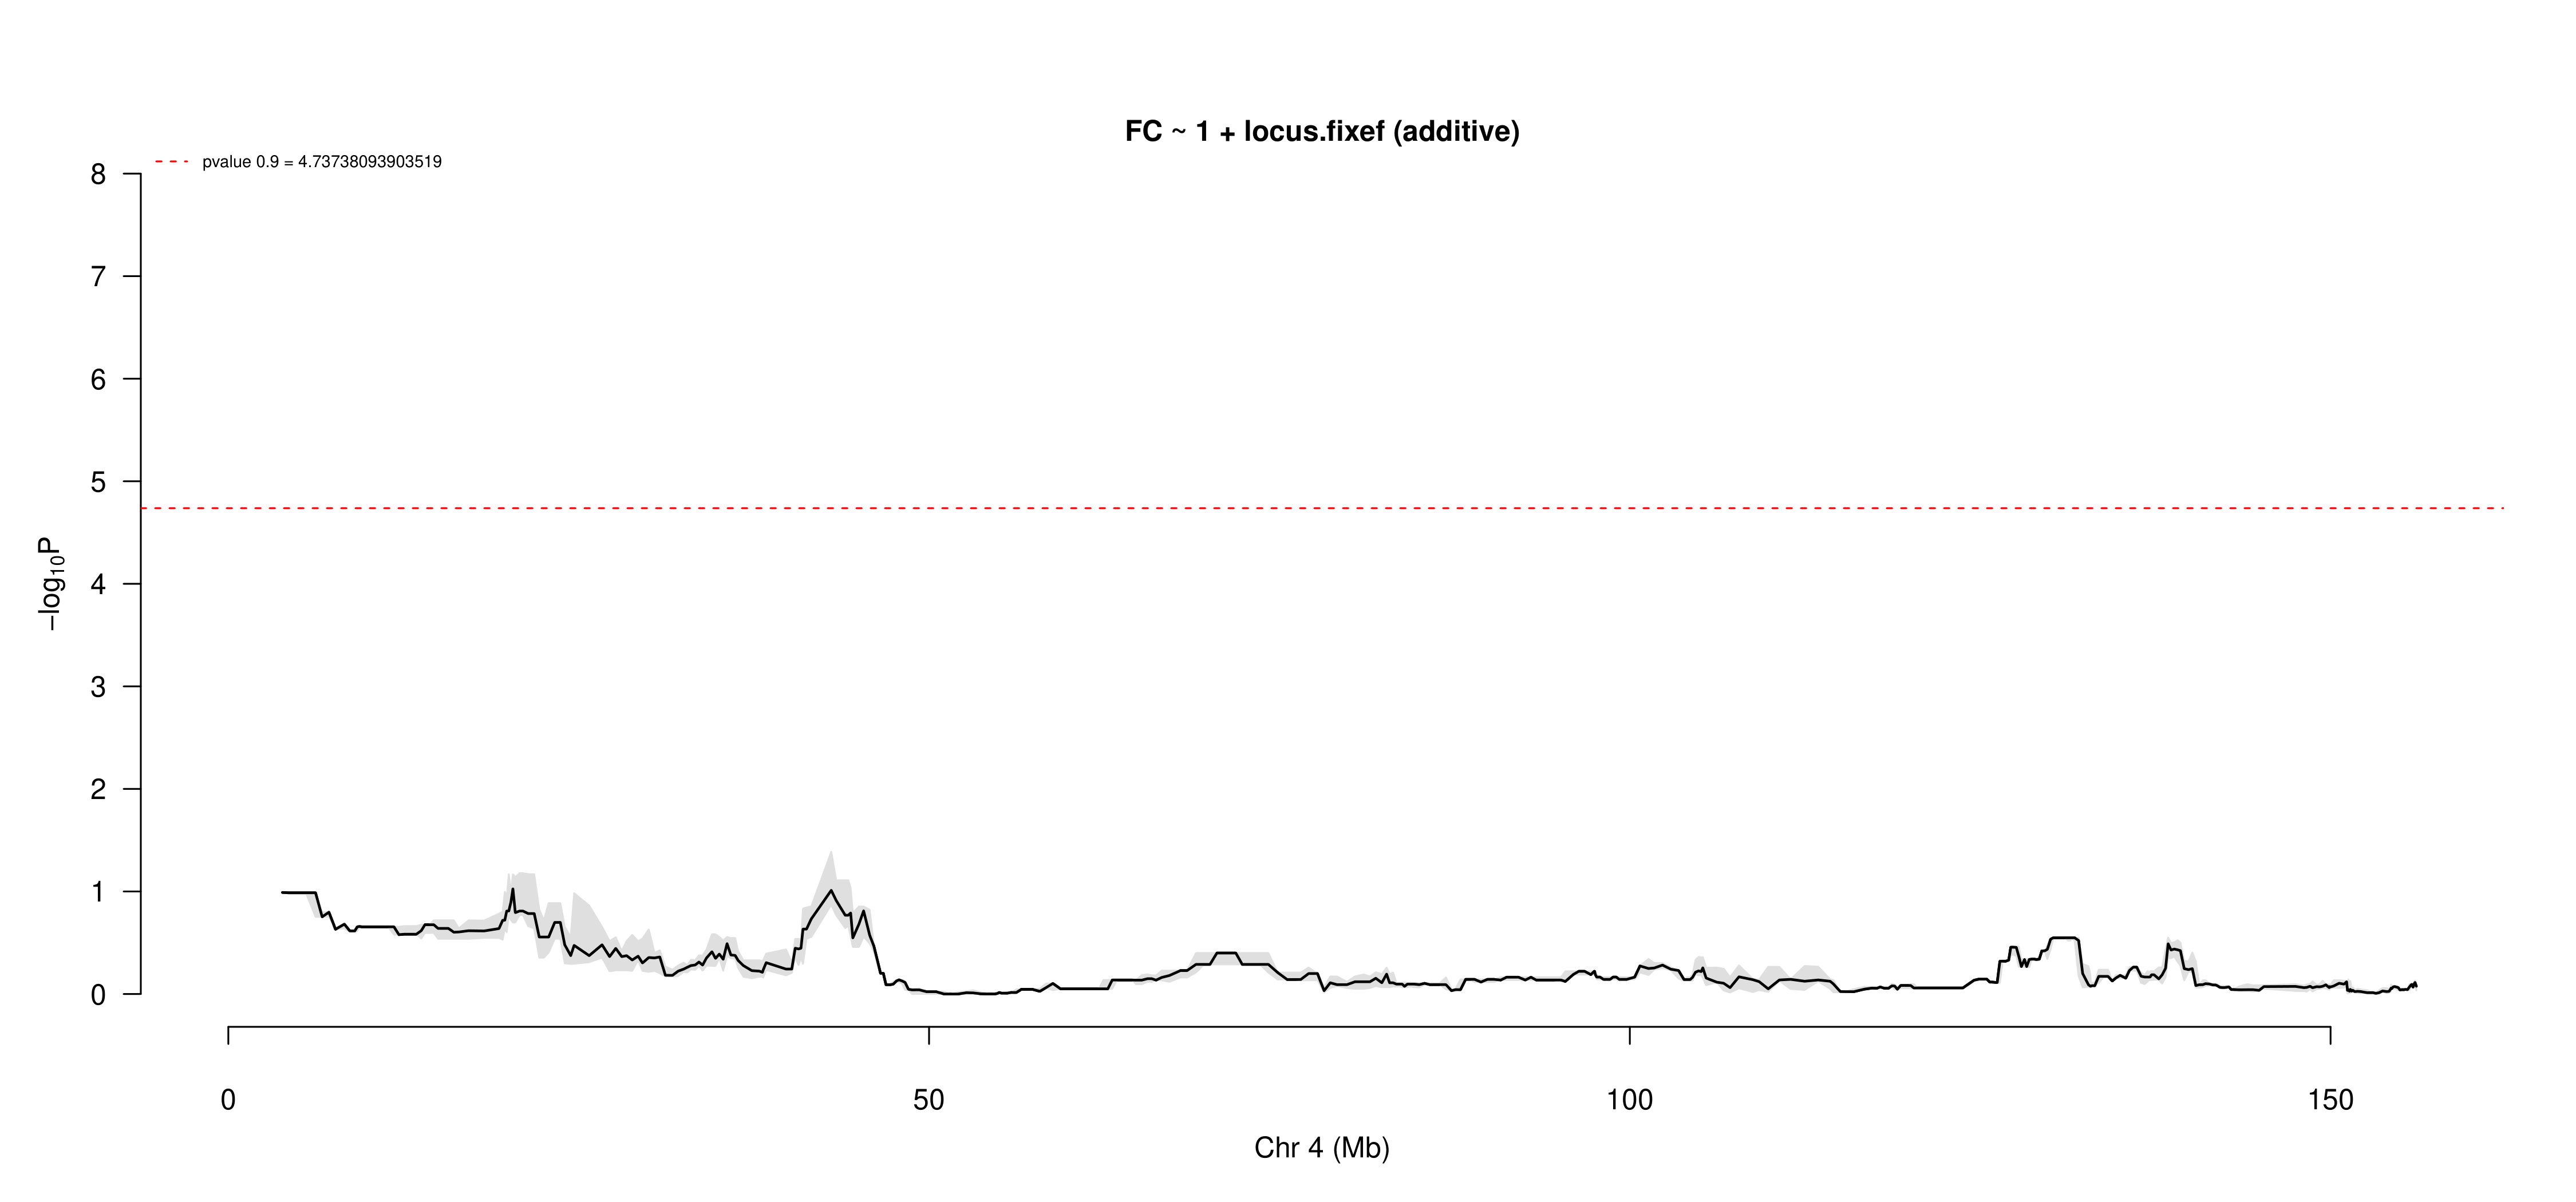 FC ~ 1 + locus.fixef (additive)
pvalue 0.9 = 4.73738093903519
8
7
6
5
4
3
2
1
0
−log10P
0 50 100 150
Chr 4 (Mb)